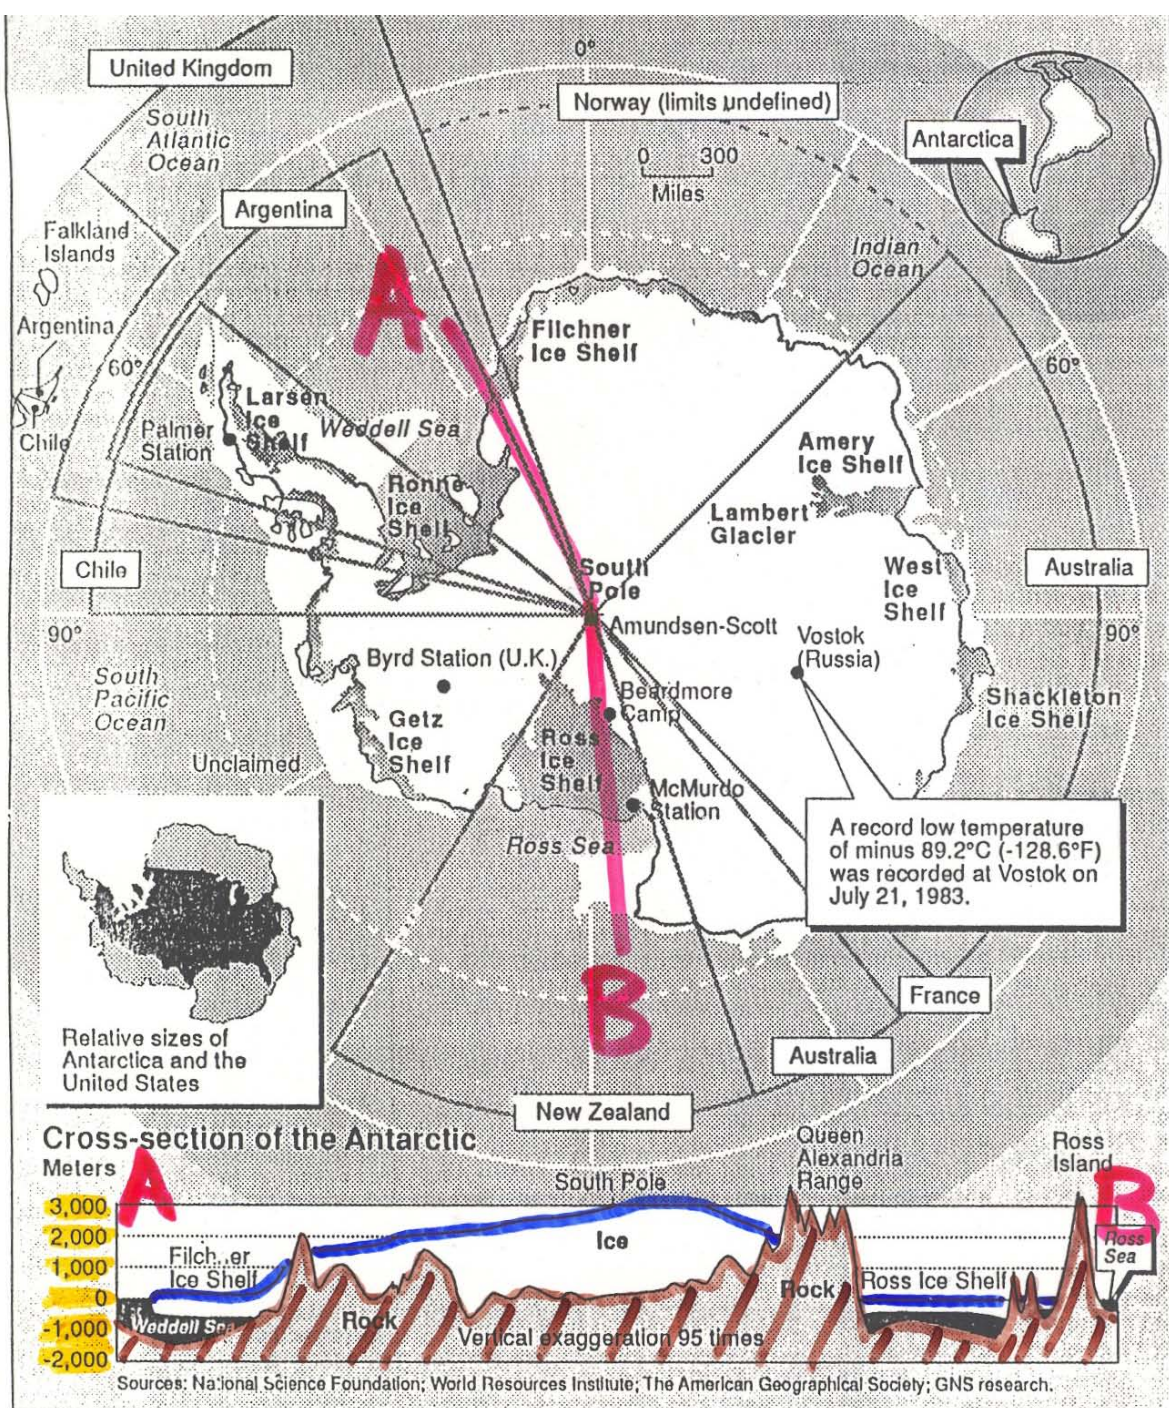 0°
United Kingdom
Norway (limits undefined)
South
Atlantic
Ocean
0 300
Miles
Antarctica
Argentina
Falkland
Islands
Indian
Ocean
A
Argentina
Filchner
Ice Shelf
60°
60°
Larsen
Ice
Shelf
Chile
Palmer
Station
Weddell Sea
Amery
Ice Shelf
Ronne
Ice
Shelf
Lambert
Glacier
Chile
South
Pole
West
Ice
Shelf
Australia
90°
Amundsen-Scott
90°
Vostok
(Russia)
Byrd Station (U.K.)
South
Pacific
Ocean
Beardmore
Camp
Shackleton
Ice Shelf
Getz
Ice
Shelf
Ross
Ice
Shelf
Unclaimed
McMurdo
Station
A record low temperature
of minus 89.2°C (-128.6°F)
was recorded at Vostok on
July 21, 1983.
Ross Sea
B
France
Relative sizes of
Antarctica and the
United States
Australia
New Zealand
Cross-section of the Antarctic
Meters
A
South Pole
Queen
Alexandria
Range
Ross
Island
B
3,000
2,000
1,000
0
-1,000
-2,000
Filchner
Ice Shelf
Ice
Ross
Sea
Ross Ice Shelf
Rock
Weddell Sea
Rock
Vertical exaggeration 95 times
Sources: National Science Foundation; World Resources Institute; The American Geographical Society; GNS research.